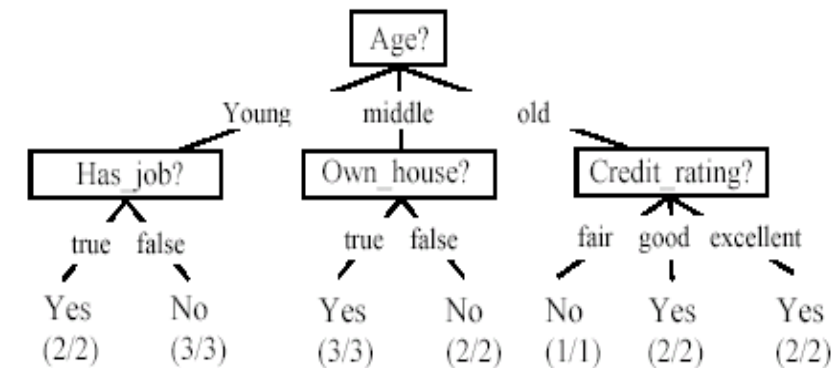 Age?
Young middle old
Has_job? Own_house? Credit_rating?
true false true false fair good excellent
Yes No Yes No No Yes Yes
(2/2) (3/3) (3/3) (2/2) (1/1) (2/2) (2/2)